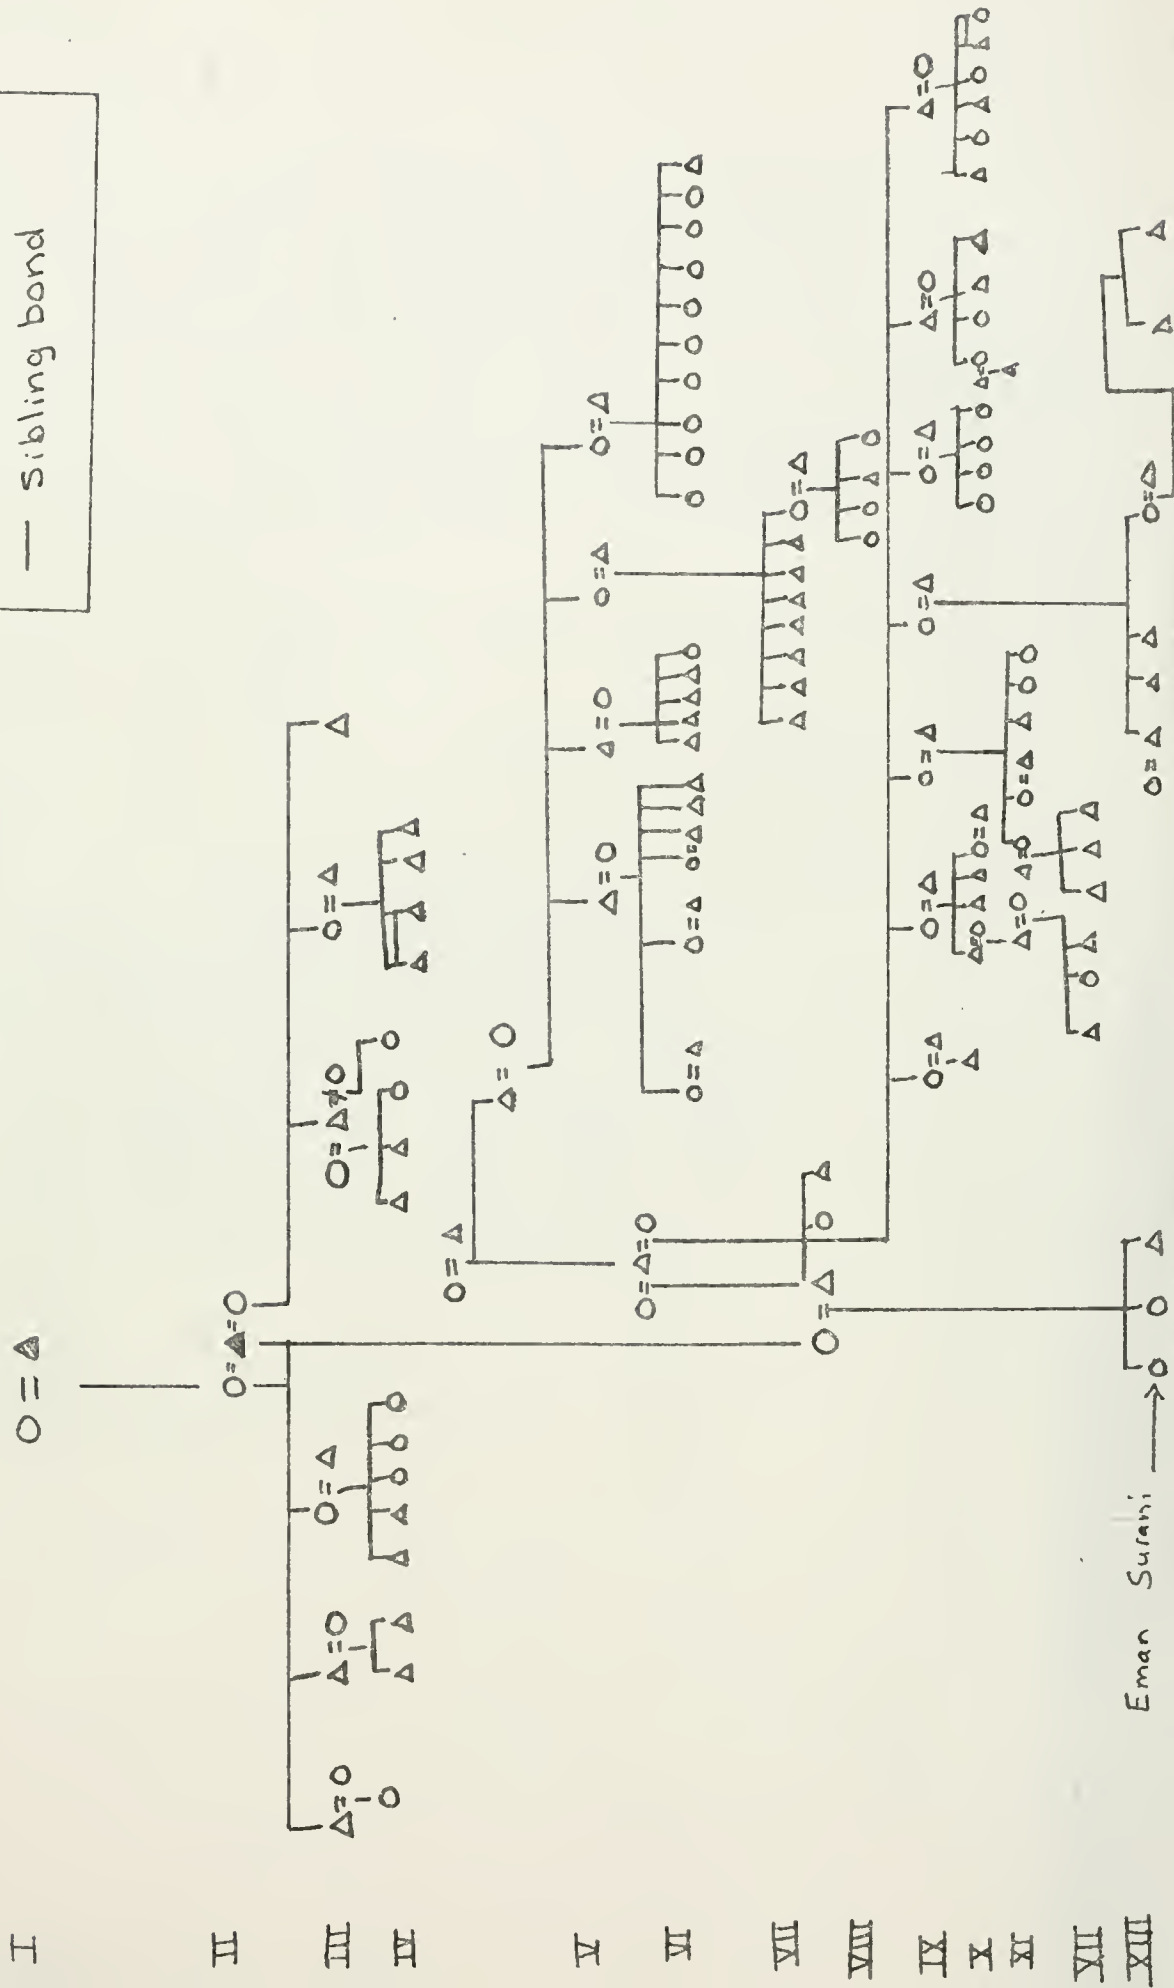 — Sibling bond
I
II
III
IV
V
VI
VII
VIII
IX
X
XI
XII
XIII
Eman Surani